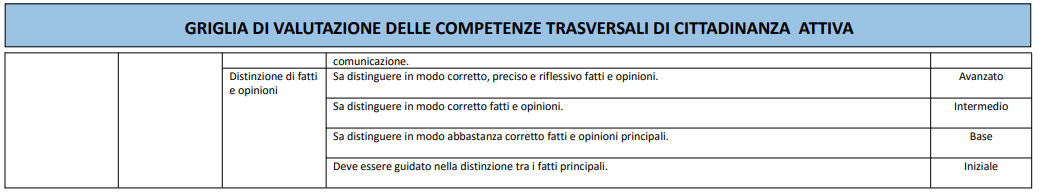 GRIGLIA DI VALUTAZIONE DELLE COMPETENZE TRASVERSALI DI CITTADINANZA ATTIVA
comunicazione.
Distinzione di fatti
e opinioni
Sa distinguere in modo corretto, preciso e riflessivo fatti e opinioni.
Avanzato
Sa distinguere in modo corretto fatti e opinioni.
Intermedio
Sa distinguere in modo abbastanza corretto fatti e opinioni principali.
Base
Deve essere guidato nella distinzione tra i fatti principali.
Iniziale